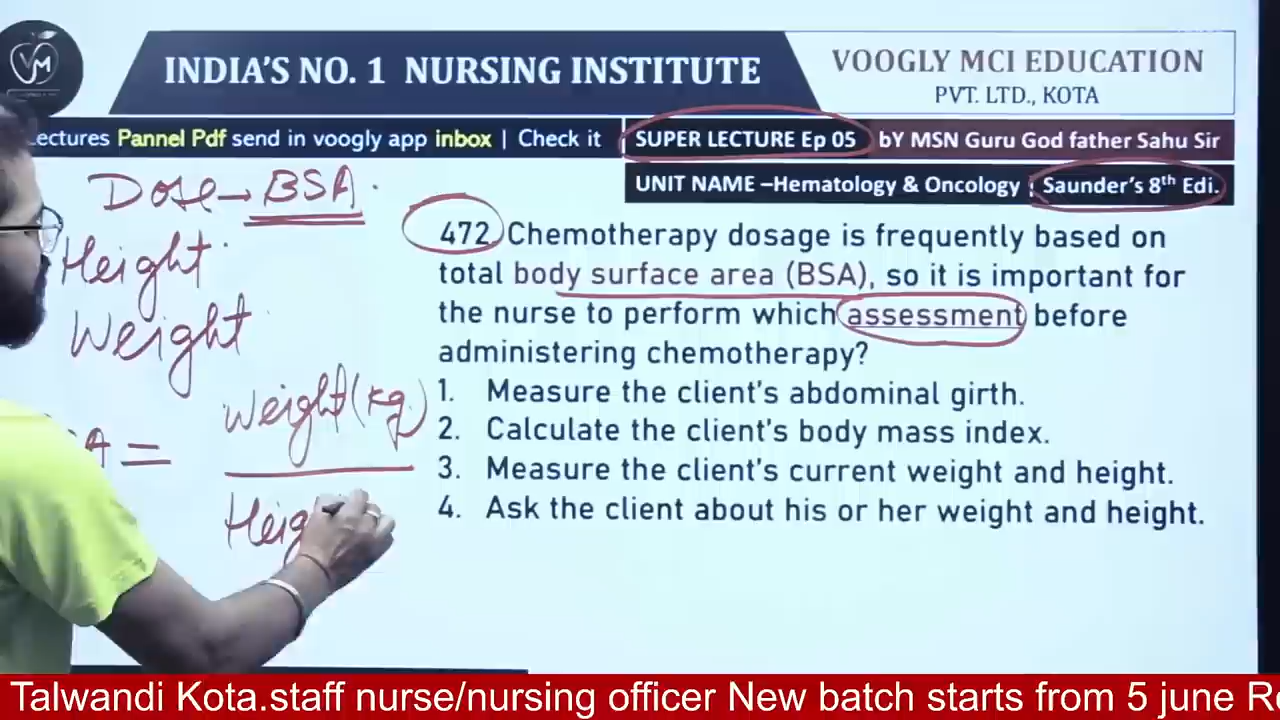 VM
INDIA'S NO. 1 NURSING INSTITUTE
VOOGLY MCI EDUCATION
PVT. LTD., KOTA
Lectures Pannel Pdf send in voogly app inbox | Check it
SUPER LECTURE Ep 05 bY MSN Guru God father Sahu Sir
UNIT NAME –Hematology & Oncology ; Saunder's 8th Edi.
Dose→BSA.
Height
Weight
A = weight(kg)
Heig
472. Chemotherapy dosage is frequently based on
total body surface area (BSA), so it is important for
the nurse to perform which assessment before
administering chemotherapy?
1. Measure the client's abdominal girth.
2. Calculate the client's body mass index.
3. Measure the client's current weight and height.
4. Ask the client about his or her weight and height.
Talwandi Kota.staff nurse/nursing officer New batch starts from 5 june R